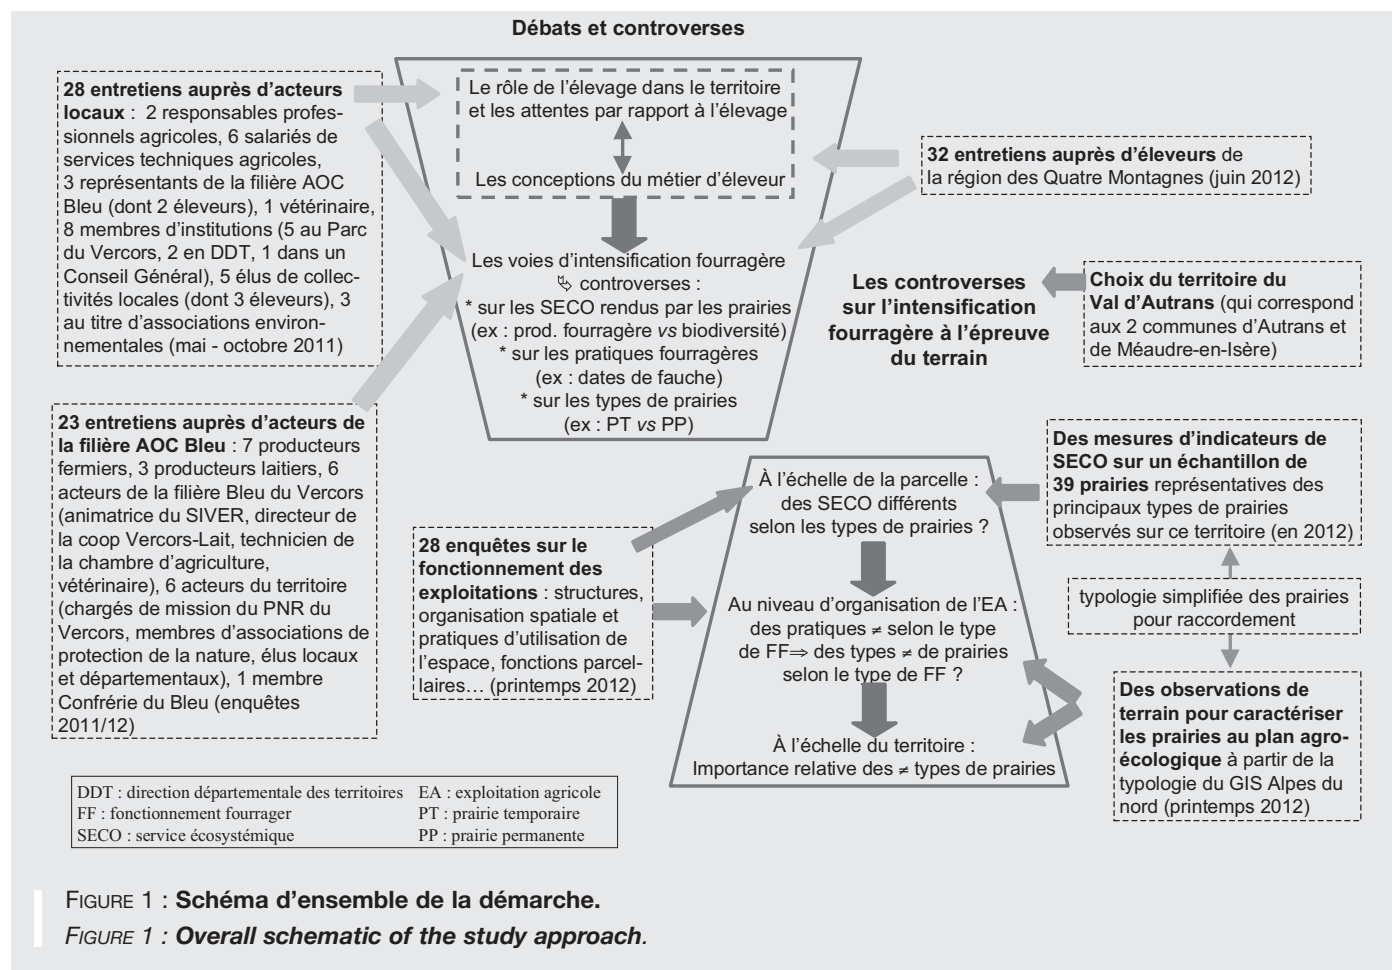 Débats et controverses
28 entretiens auprès d'acteurs
locaux : 2 responsables profes-
sionnels agricoles, 6 salariés de
services techniques agricoles,
3 représentants de la filière AOC
Bleu (dont 2 éleveurs), 1 vétérinaire,
8 membres d'institutions (5 au Parc
du Vercors, 2 en DDT, 1 dans un
Conseil Général), 5 élus de collec-
tivités locales (dont 3 éleveurs), 3
au titre d'associations environ-
nementales (mai - octobre 2011)
23 entretiens auprès d'acteurs de
la filière AOC Bleu : 7 producteurs
fermiers, 3 producteurs laitiers, 6
acteurs de la filière Bleu du Vercors
(animatrice du SIVER, directeur de
la coop Vercors-Lait, technicien de
la chambre d'agriculture,
vétérinaire), 6 acteurs du territoire
(chargés de mission du PNR du
Vercors, membres d'associations de
protection de la nature, élus locaux
et départementaux), 1 membre
Confrérie du Bleu (enquêtes
2011/12)
Le rôle de l'élevage dans le territoire
et les attentes par rapport à l'élevage
Les conceptions du métier d'éleveur
Les voies d'intensification fourragère
↳ controverses :
* sur les SECO rendus par les prairies
(ex : prod. fourragère vs biodiversité)
* sur les pratiques fourragères
(ex : dates de fauche)
* sur les types de prairies
(ex : PT vs PP)
32 entretiens auprès d'éleveurs de
la région des Quatre Montagnes (juin 2012)
Les controverses
sur l'intensification
fourragère à l'épreuve
du terrain
Choix du territoire du
Val d'Autrans (qui correspond
aux 2 communes d'Autrans et
de Méaudre-en-Isère)
28 enquêtes sur le
fonctionnement des
exploitations : structures,
organisation spatiale et
pratiques d'utilisation de
l'espace, fonctions parcel-
laires... (printemps 2012)
À l'échelle de la parcelle :
des SECO différents
selon les types de prairies ?
Au niveau d'organisation de l'EA :
des pratiques ≠ selon le type
de FF⇒ des types ≠ de prairies
selon le type de FF ?
À l'échelle du territoire :
Importance relative des ≠ types de prairies
Des mesures d'indicateurs de
SECO sur un échantillon de
39 prairies représentatives des
principaux types de prairies
observés sur ce territoire (en 2012)
typologie simplifiée des prairies
pour raccordement
Des observations de
terrain pour caractériser
les prairies au plan agro-
écologique à partir de la
typologie du GIS Alpes du
nord (printemps 2012)
DDT : direction départementale des territoires EA : exploitation agricole
FF : fonctionnement fourrager PT : prairie temporaire
SECO : service écosystémique PP : prairie permanente
FIGURE 1 : Schéma d'ensemble de la démarche.
FIGURE 1 : Overall schematic of the study approach.